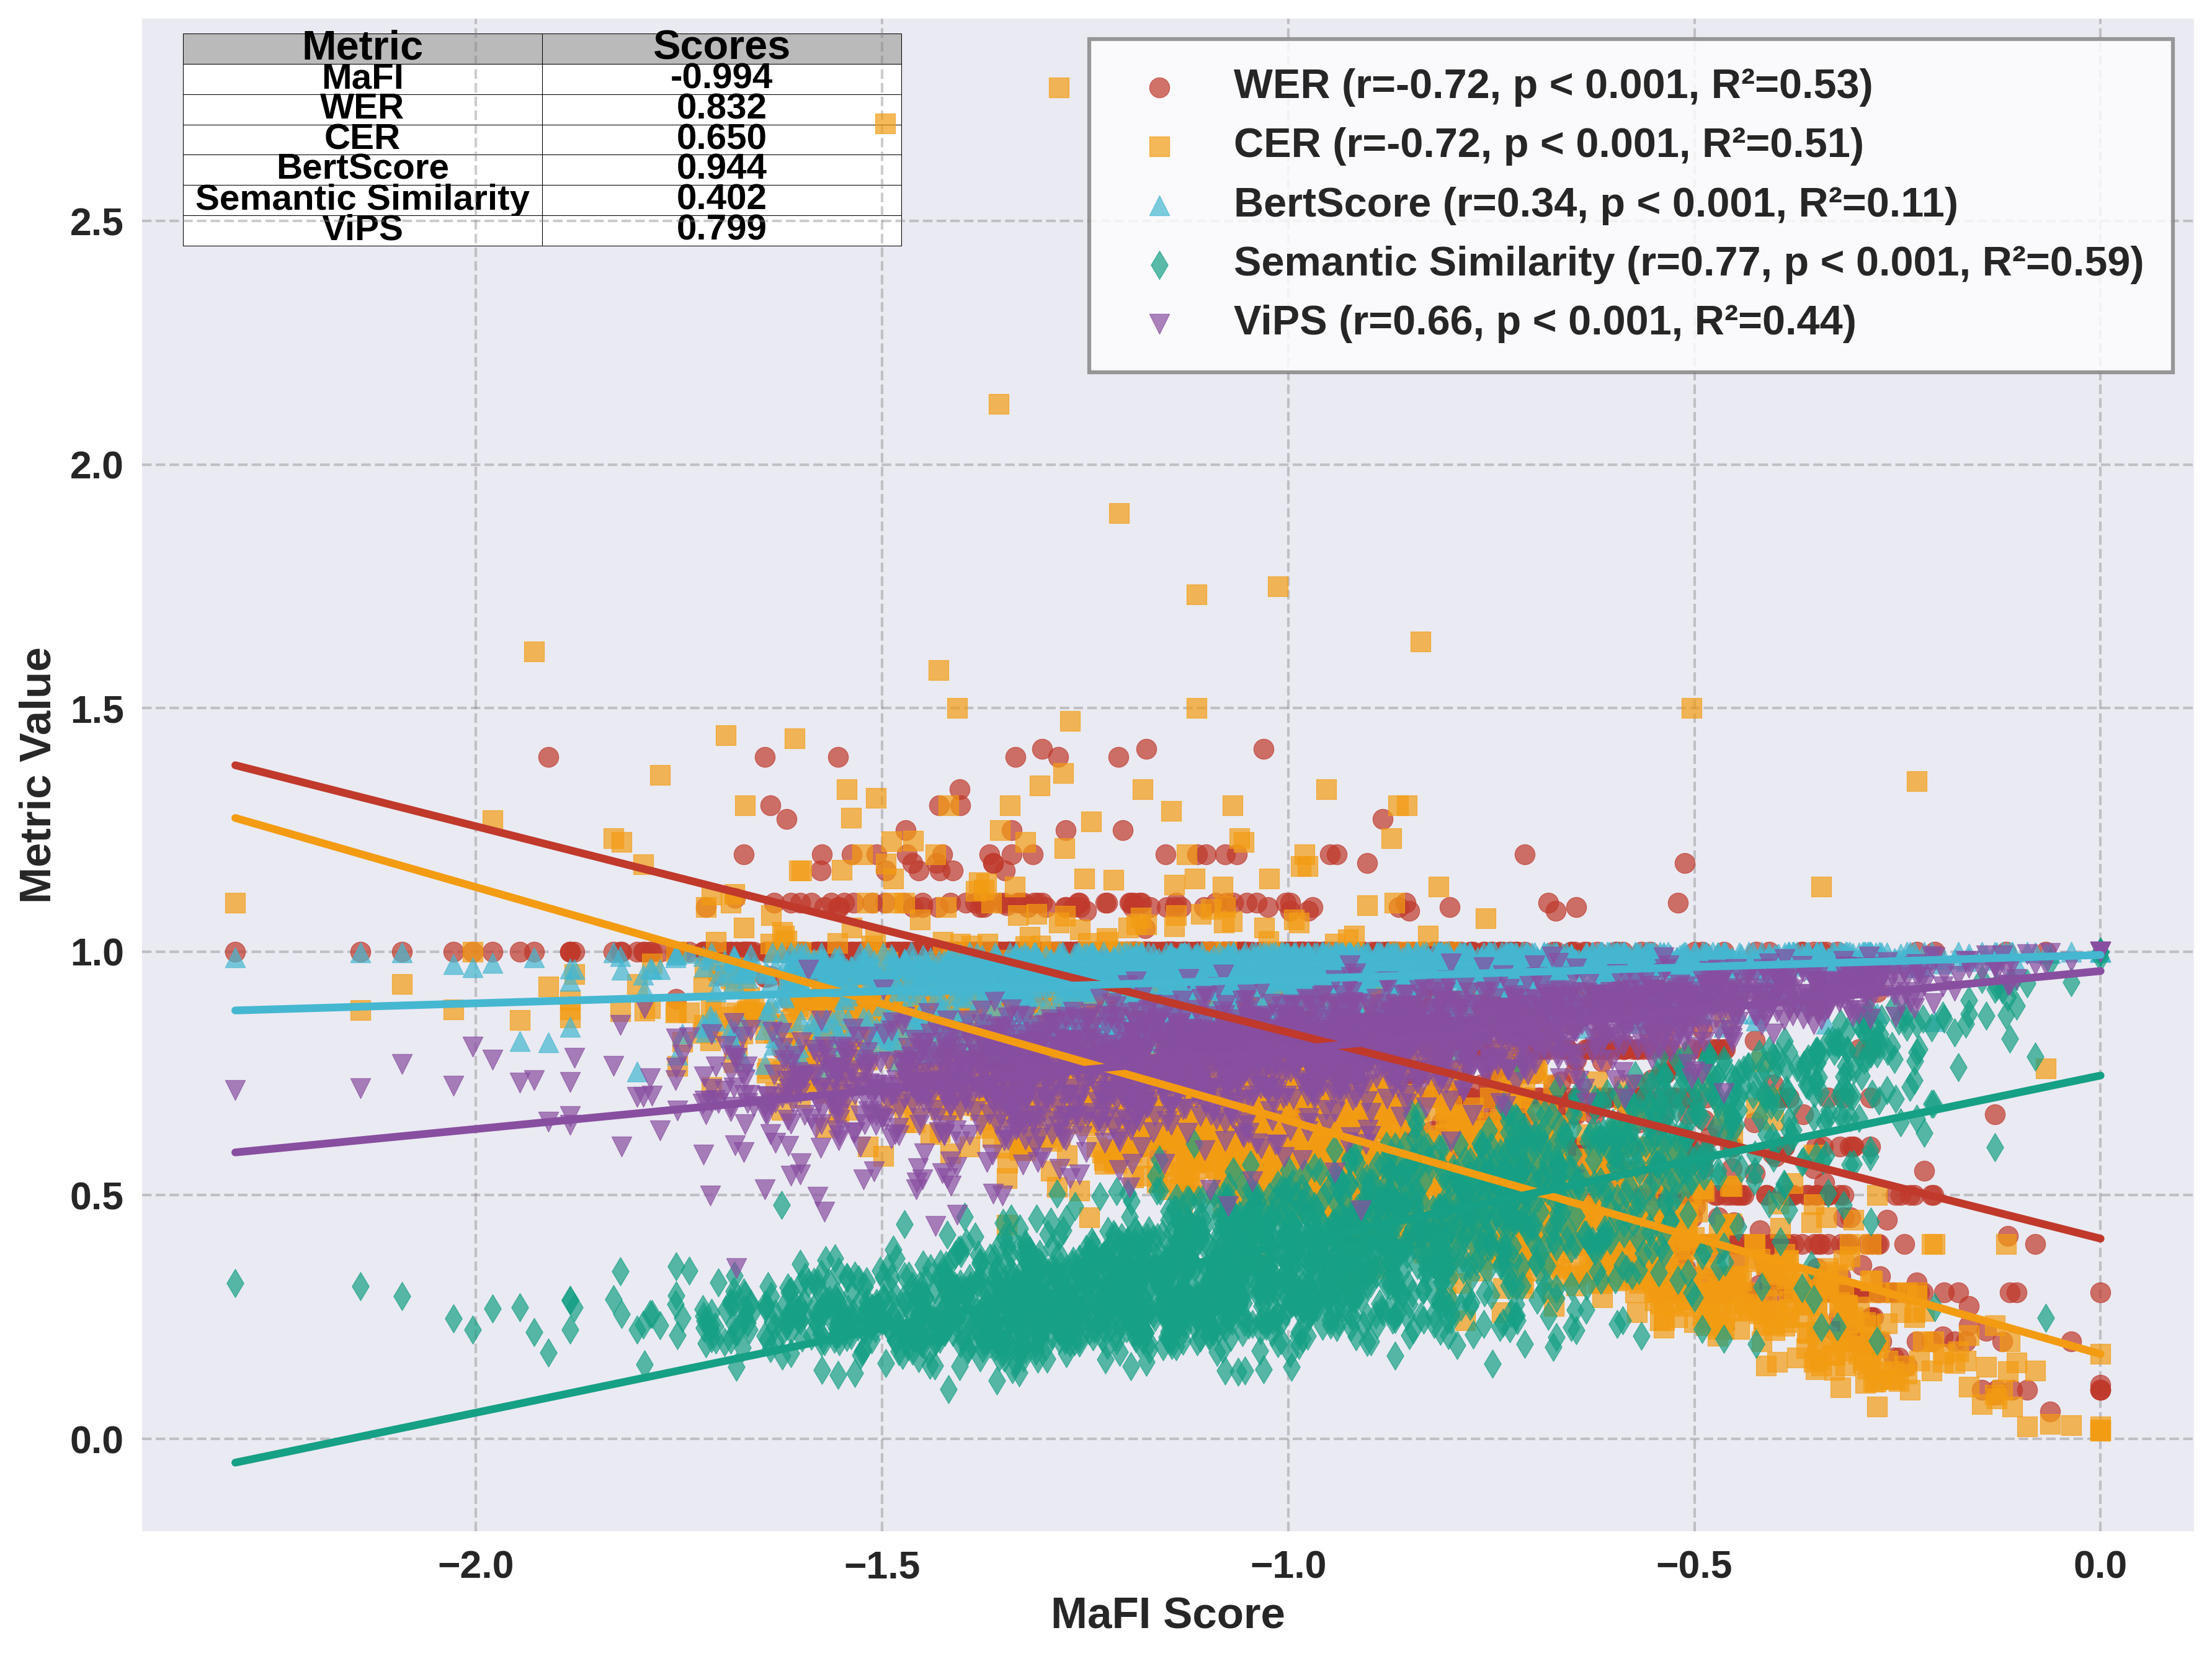 Metric Scores
MaFI -0.994
WER 0.832
CER 0.650
BertScore 0.944
Semantic Similarity 0.402
ViPS 0.799
WER (r=-0.72, p < 0.001, R²=0.53)
CER (r=-0.72, p < 0.001, R²=0.51)
BertScore (r=0.34, p < 0.001, R²=0.11)
Semantic Similarity (r=0.77, p < 0.001, R²=0.59)
ViPS (r=0.66, p < 0.001, R²=0.44)
Metric Value
2.5
2.0
1.5
1.0
0.5
0.0
−2.0 −1.5 −1.0 −0.5 0.0
MaFI Score